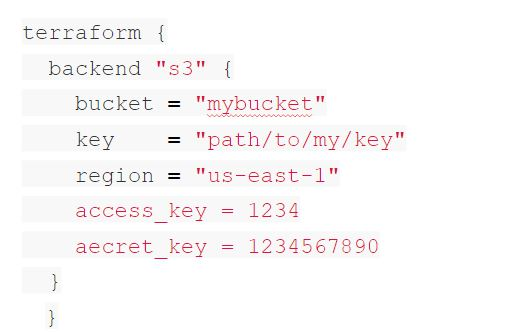 terraform {
  backend "s3" {
    bucket = "mybucket"
    key    = "path/to/my/key"
    region = "us-east-1"
    access_key = 1234
    aecret_key = 1234567890
  }
  }